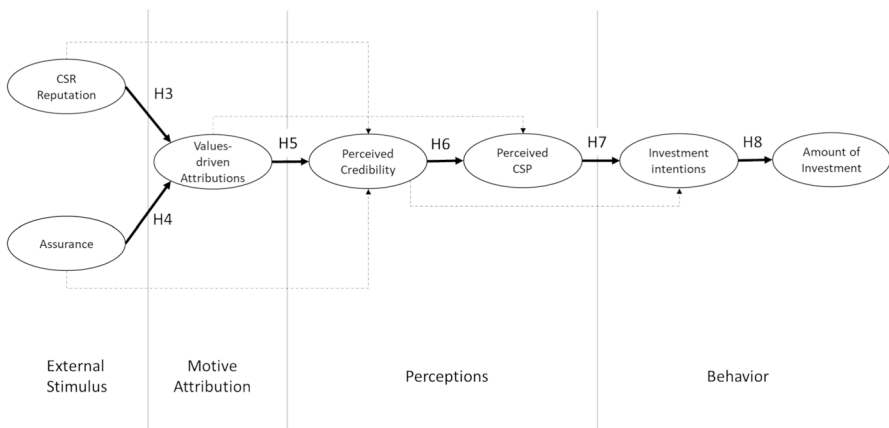 CSR
Reputation
H3
Values-
driven
Attributions
H5
Perceived
Credibility
H6
Perceived
CSP
H7
Investment
intentions
H8
Amount of
Investment
H4
Assurance
External
Stimulus
Motive
Attribution
Perceptions
Behavior